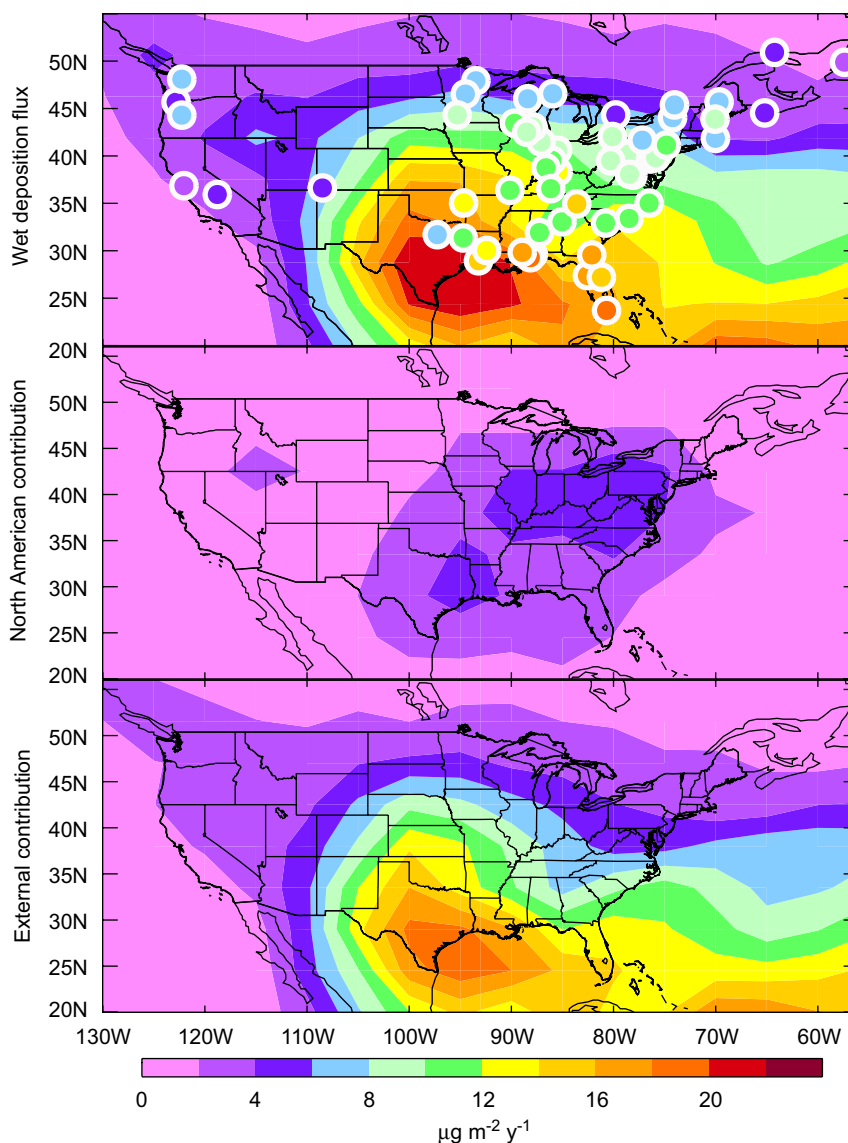 50N
45N
40N
35N
30N
25N
20N
Wet deposition flux
50N
45N
40N
35N
30N
25N
20N
North American contribution
50N
45N
40N
35N
30N
25N
20N
External contribution
130W 120W 110W 100W 90W 80W 70W 60W
0 4 8 12 16 20
μg m⁻² y⁻¹